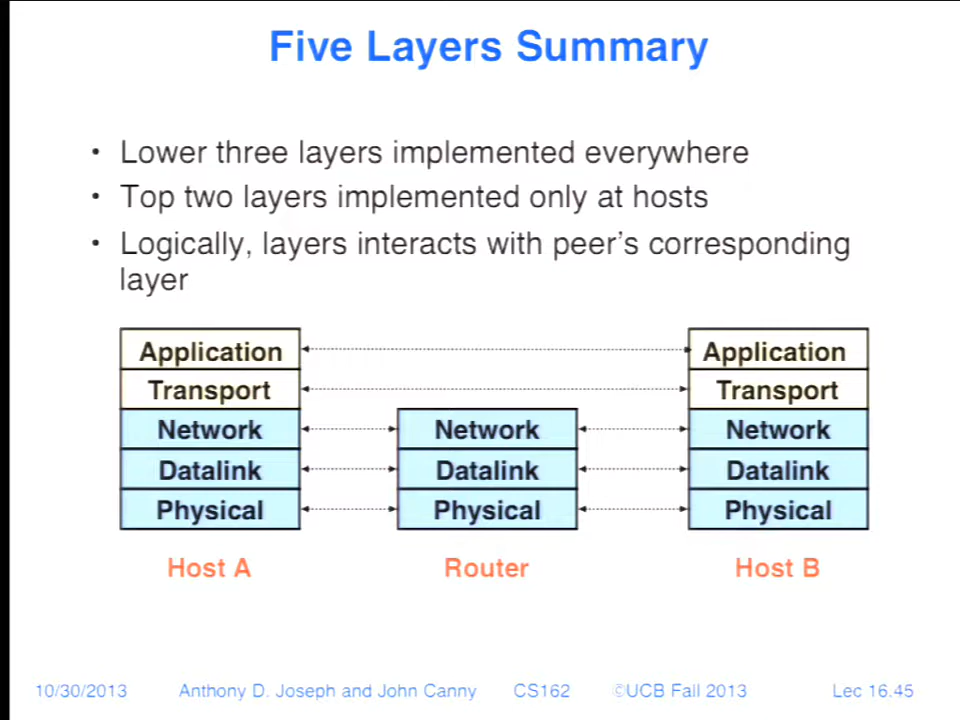 Five Layers Summary
• Lower three layers implemented everywhere
• Top two layers implemented only at hosts
• Logically, layers interacts with peer's corresponding
layer
Application Application
Transport Transport
Network Network Network
Datalink Datalink Datalink
Physical Physical Physical
Host A Router Host B
10/30/2013 Anthony D. Joseph and John Canny CS162 ©UCB Fall 2013 Lec 16.45